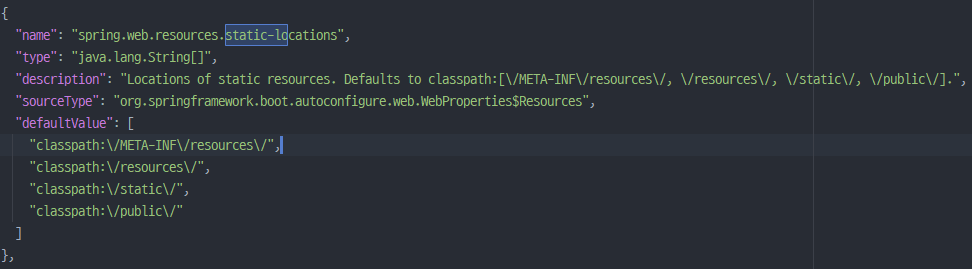 {
"name": "spring.web.resources.static-locations",
"type": "java.lang.String[]",
"description": "Locations of static resources. Defaults to classpath:[\/META-INF\/resources\/, \/resources\/, \/static\/, \/public\/].",
"sourceType": "org.springframework.boot.autoconfigure.web.WebProperties$Resources",
"defaultValue": [
"classpath:\/META-INF\/resources\/",
"classpath:\/resources\/",
"classpath:\/static\/",
"classpath:\/public\/"
]
},